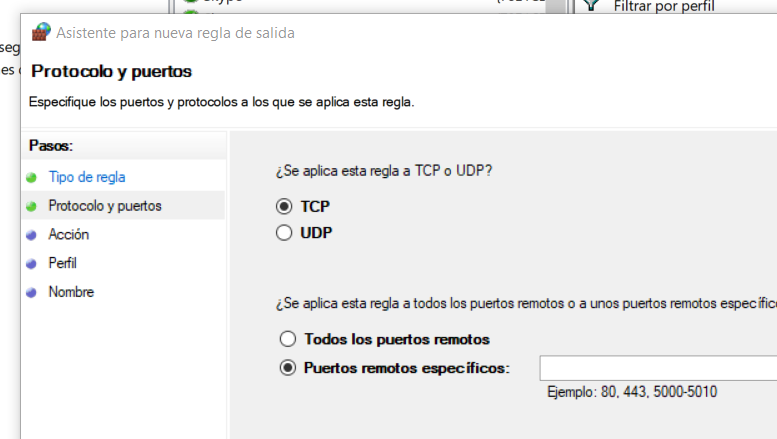 Filtrar por perfil
Asistente para nueva regla de salida
Protocolo y puertos
Especifique los puertos y protocolos a los que se aplica esta regla.
Pasos:
Tipo de regla
Protocolo y puertos
Acción
Perfil
Nombre
¿Se aplica esta regla a TCP o UDP?
TCP
UDP
¿Se aplica esta regla a todos los puertos remotos o a unos puertos remotos específico
Todos los puertos remotos
Puertos remotos específicos:
Ejemplo: 80, 443, 5000-5010